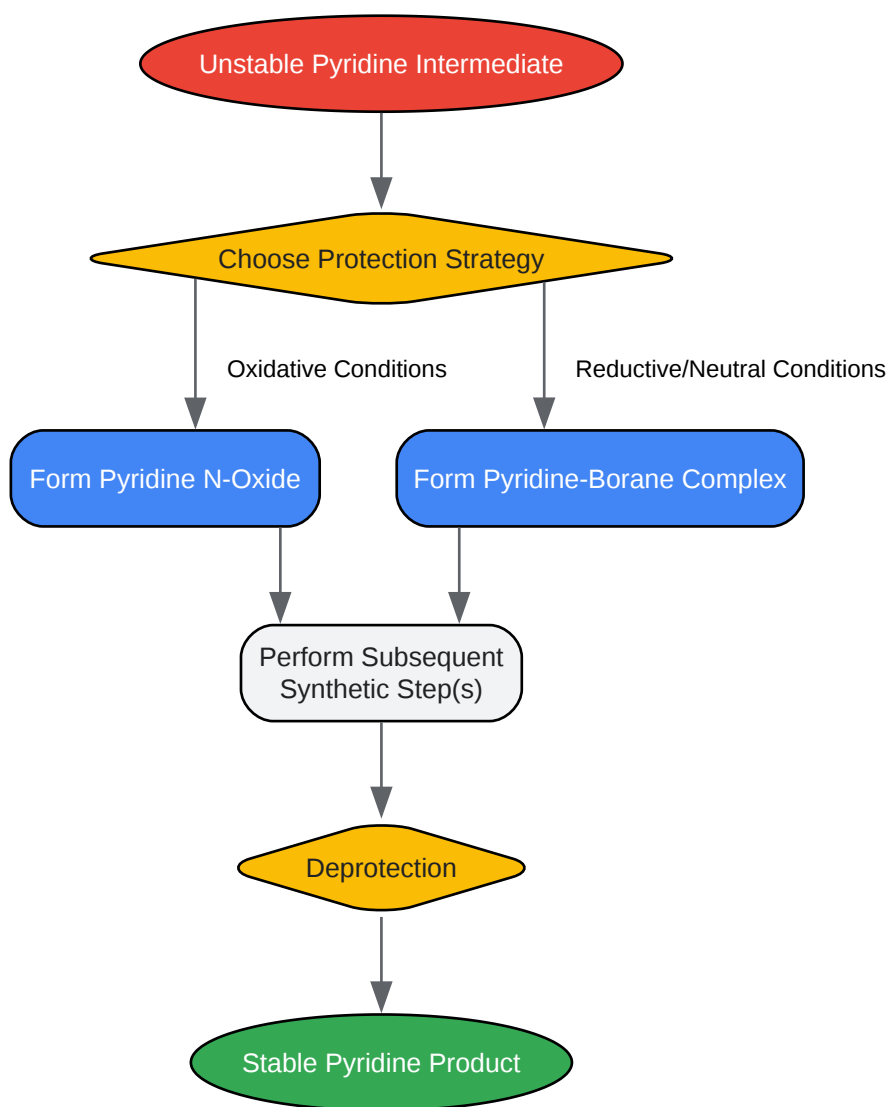 Unstable Pyridine Intermediate
Choose Protection Strategy
Oxidative Conditions
Reductive/Neutral Conditions
Form Pyridine N-Oxide
Form Pyridine-Borane Complex
Perform Subsequent
Synthetic Step(s)
Deprotection
Stable Pyridine Product